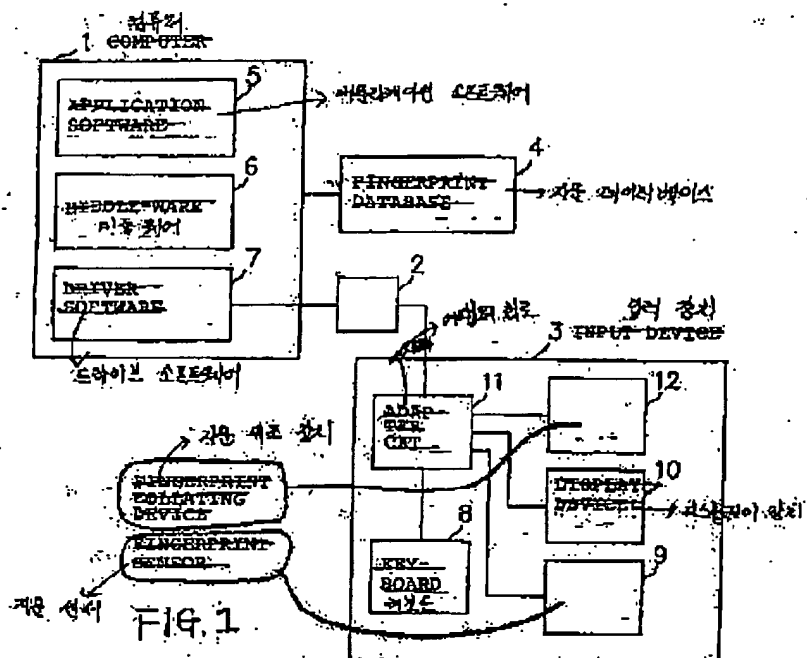 컴퓨터
1 COMPUTER
5
APPLICATION
SOFTWARE
어플리케이션 소프트웨어
6
MIDDLE-WARE
미들 웨어
7
DRIVER
SOFTWARE
드라이브 소프트웨어
4
FINGERPRINT
DATABASE
지문 데이터베이스
2
어댑터 회로
입력 장치
3 INPUT DEVICE
11
ADAP-
TER
CKT
12
10
DISPLAY
DEVICE
디스플레이 장치
8
KEY-
BOARD
키보드
9
지문 대조 장치
FINGERPRINT
COLLATING
DEVICE
FINGERPRINT
SENSOR
지문 센서
FIG. 1